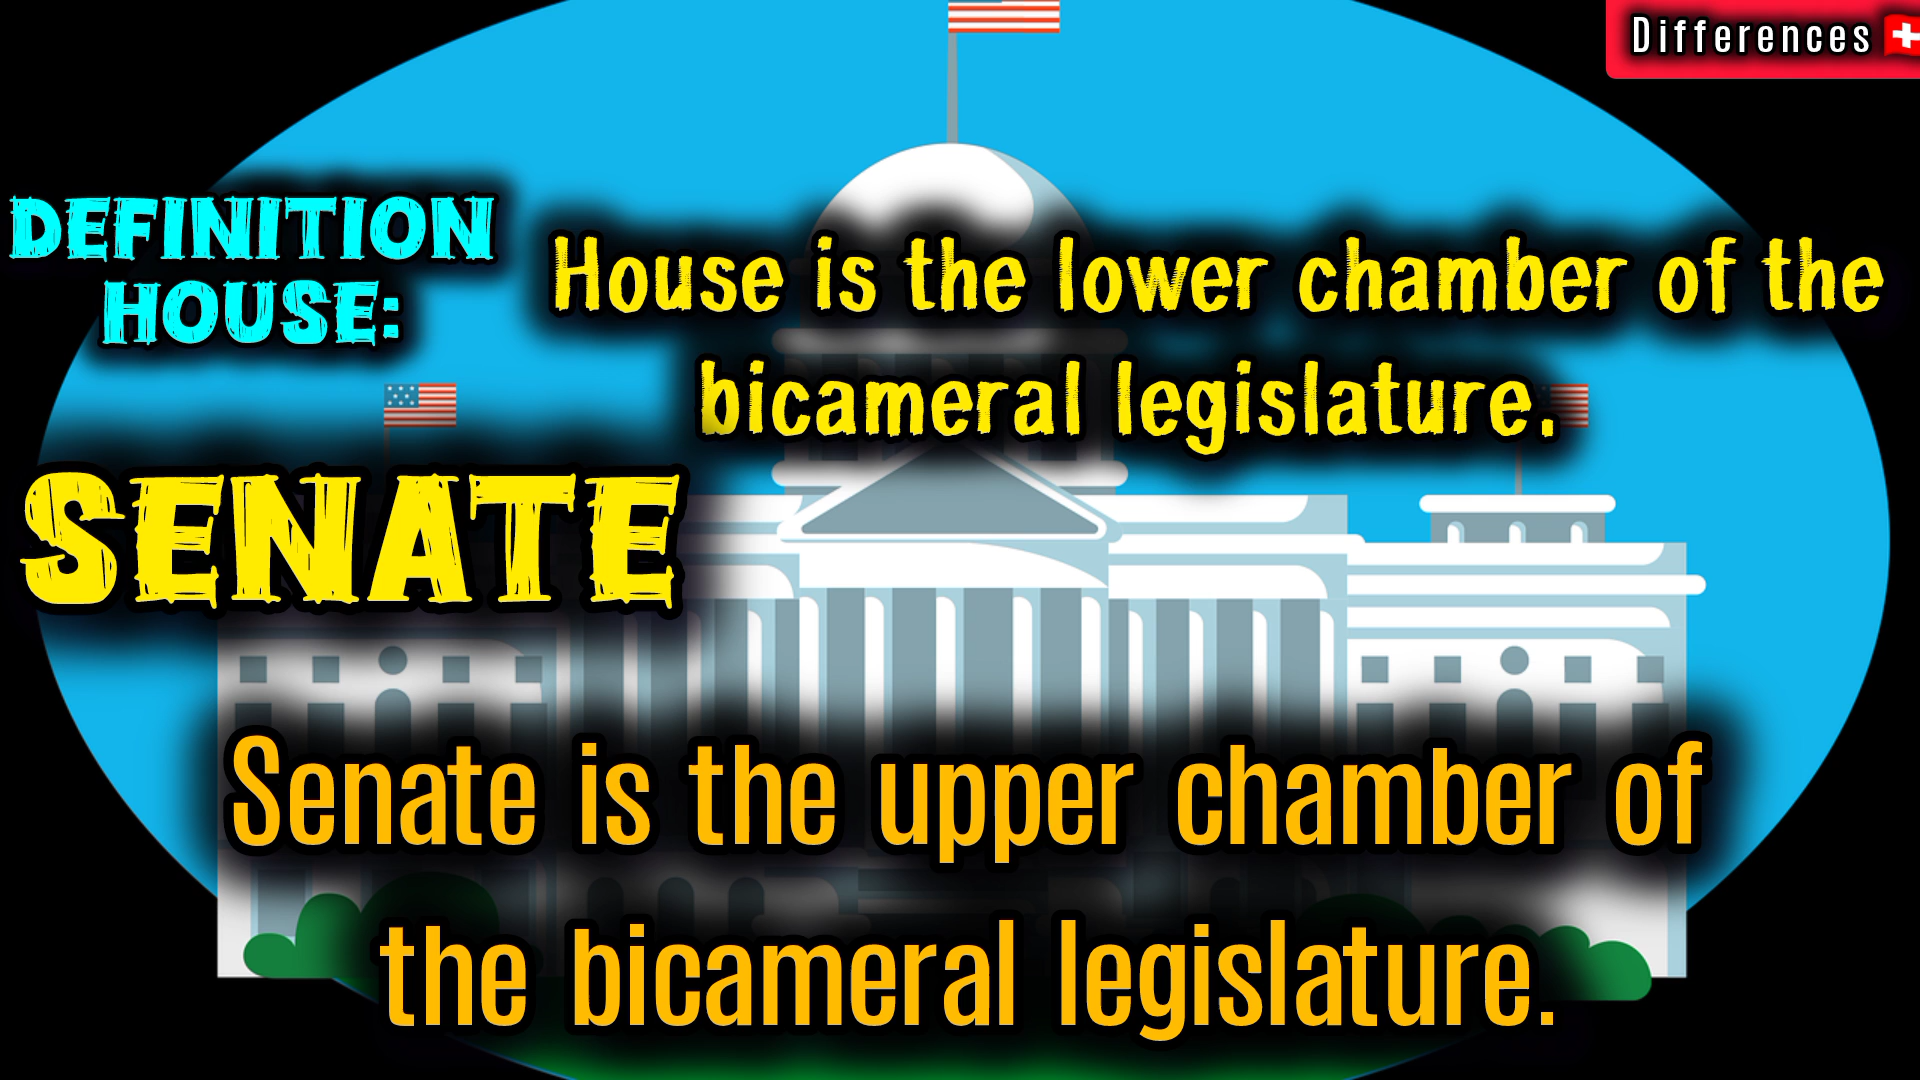 Differences
DEFINITION
HOUSE:
House is the lower chamber of the
bicameral legislature.
SENATE
Senate is the upper chamber of
the bicameral legislature.